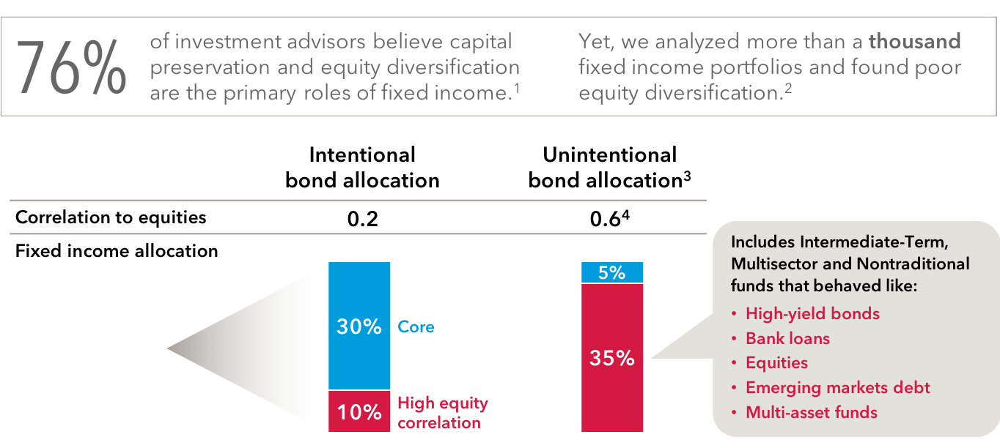 76%
of investment advisors believe capital
preservation and equity diversification
are the primary roles of fixed income.¹
Yet, we analyzed more than a thousand
fixed income portfolios and found poor
equity diversification.²
Intentional
bond allocation
Unintentional
bond allocation³
Correlation to equities
0.2
0.6⁴
Fixed income allocation
30%
Core
10%
High equity
correlation
5%
35%
Includes Intermediate-Term,
Multisector and Nontraditional
funds that behaved like:
• High-yield bonds
• Bank loans
• Equities
• Emerging markets debt
• Multi-asset funds